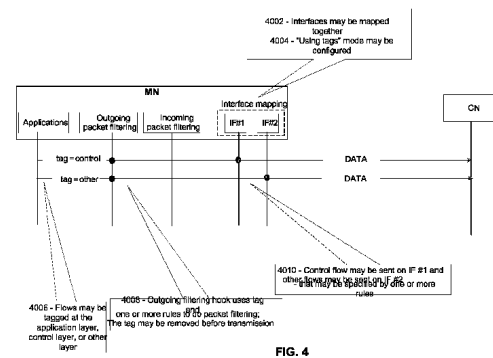 4002 - Interfaces may be mapped
together
4004 - "Using tags" mode may be
configured
MN
CN
Interface mapping
Applications
Outgoing
packet filtering
Incoming
packet filtering
IF#1
IF#2
tag = control
DATA
tag = other
DATA
4006 - Flows may be
tagged at the
application layer,
control layer, or other
layer
4008 - Outgoing filtering hook uses tag
and
one or more rules to do packet filtering;
The tag may be removed before transmission
4010 - Control flow may be sent on IF #1 and
other flows may be sent on IF #2
- that may be specified by one or more
rules
FIG. 4